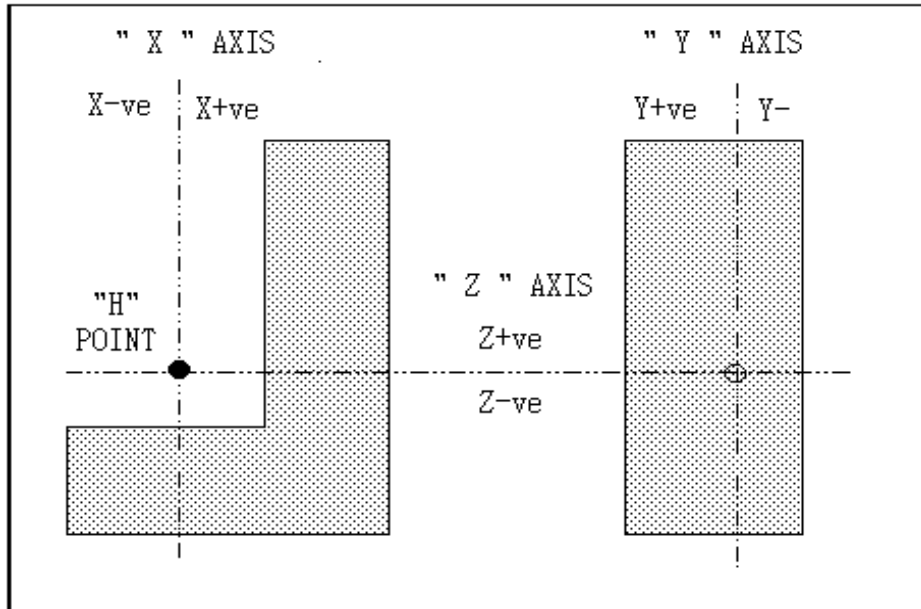 " X " AXIS
" Y " AXIS
X-ve X+ve
Y+ve Y-
" Z " AXIS
"H"
POINT
Z+ve
Z-ve